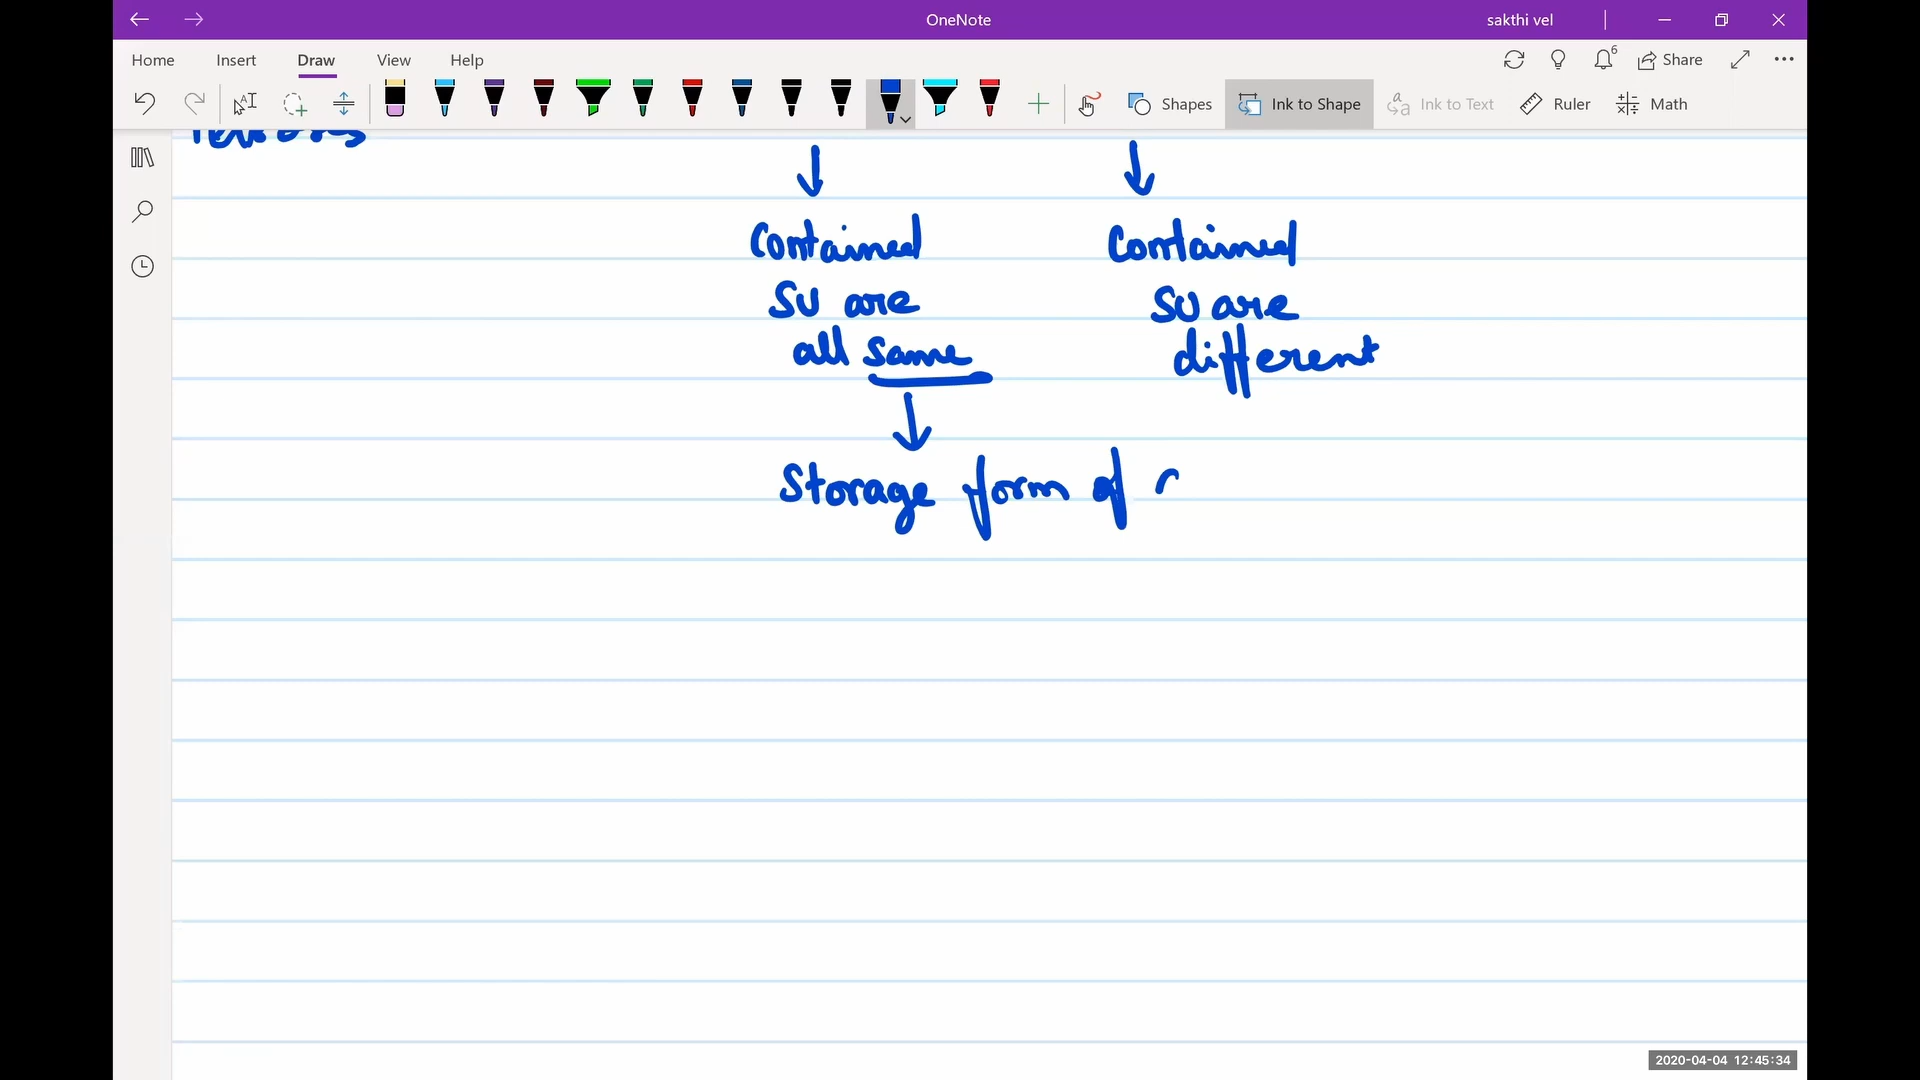 OneNote
sakthi vel
Home Insert Draw View Help
6
Share
Shapes Ink to Shape Ink to Text Ruler Math
Contained Contained
SU are SU are
all same different
Storage form of
2020-04-04 12:45:34